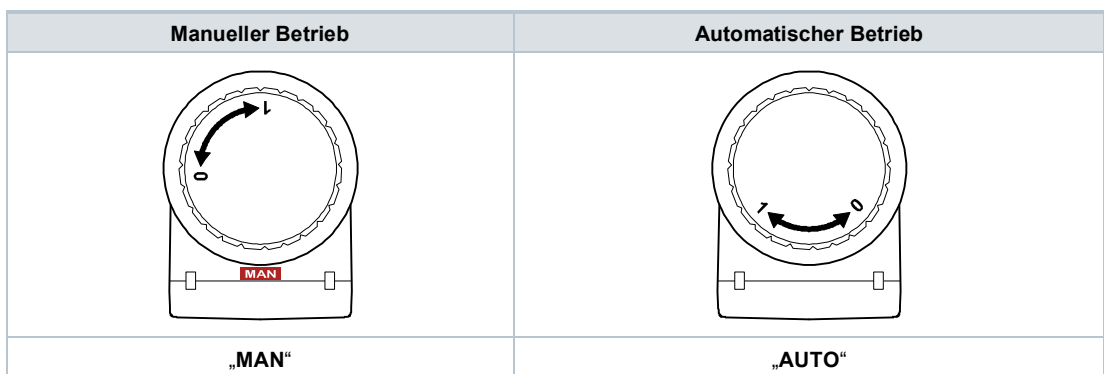 Manueller Betrieb
Automatischer Betrieb
1
0
MAN
1
0
„MAN“
„AUTO“